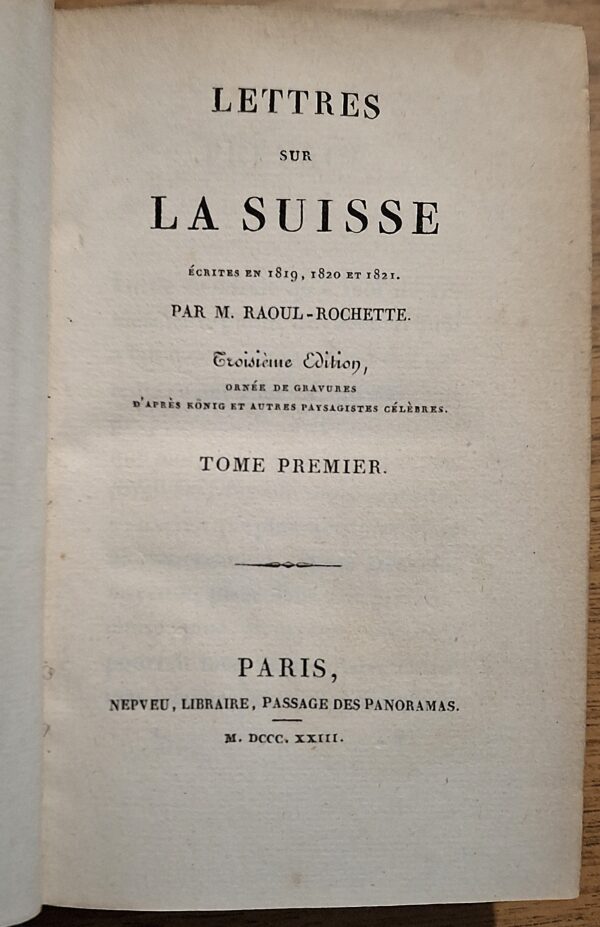 LETTRES
SUR
LA SUISSE
ÉCRITES EN 1819, 1820 ET 1821.
PAR M. RAOUL-ROCHETTE.
Troisième Edition,
ORNÉE DE GRAVURES
D'APRÈS KÖNIG ET AUTRES PAYSAGISTES CÉLÈBRES.
TOME PREMIER.
PARIS,
NEPVEU, LIBRAIRE, PASSAGE DES PANORAMAS.
M. DCCC. XXIII.